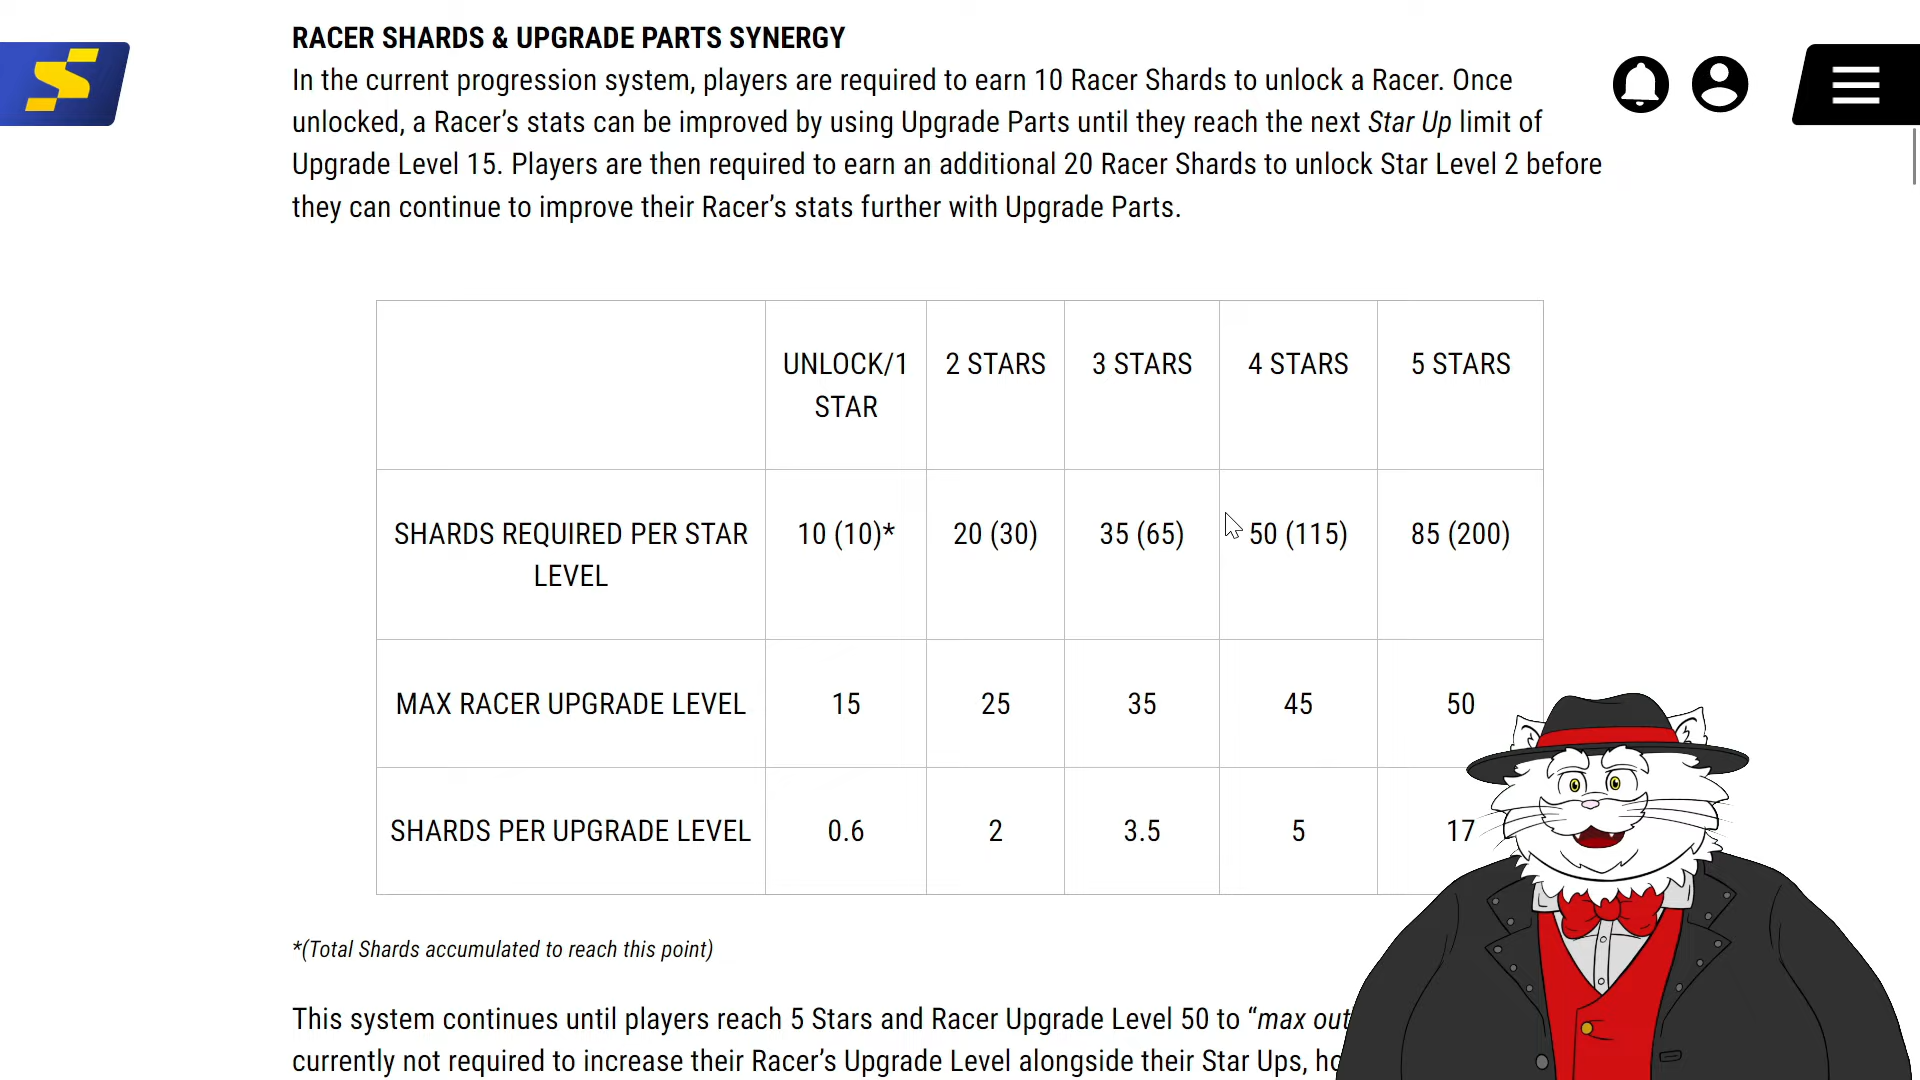 RACER SHARDS & UPGRADE PARTS SYNERGY
In the current progression system, players are required to earn 10 Racer Shards to unlock a Racer. Once
unlocked, a Racer’s stats can be improved by using Upgrade Parts until they reach the next Star Up limit of
Upgrade Level 15. Players are then required to earn an additional 20 Racer Shards to unlock Star Level 2 before
they can continue to improve their Racer’s stats further with Upgrade Parts.
UNLOCK/1 STAR 2 STARS 3 STARS 4 STARS 5 STARS
SHARDS REQUIRED PER STAR LEVEL 10 (10)* 20 (30) 35 (65) 50 (115) 85 (200)
MAX RACER UPGRADE LEVEL 15 25 35 45 50
SHARDS PER UPGRADE LEVEL 0.6 2 3.5 5 17
*(Total Shards accumulated to reach this point)
This system continues until players reach 5 Stars and Racer Upgrade Level 50 to “max out
currently not required to increase their Racer’s Upgrade Level alongside their Star Ups,